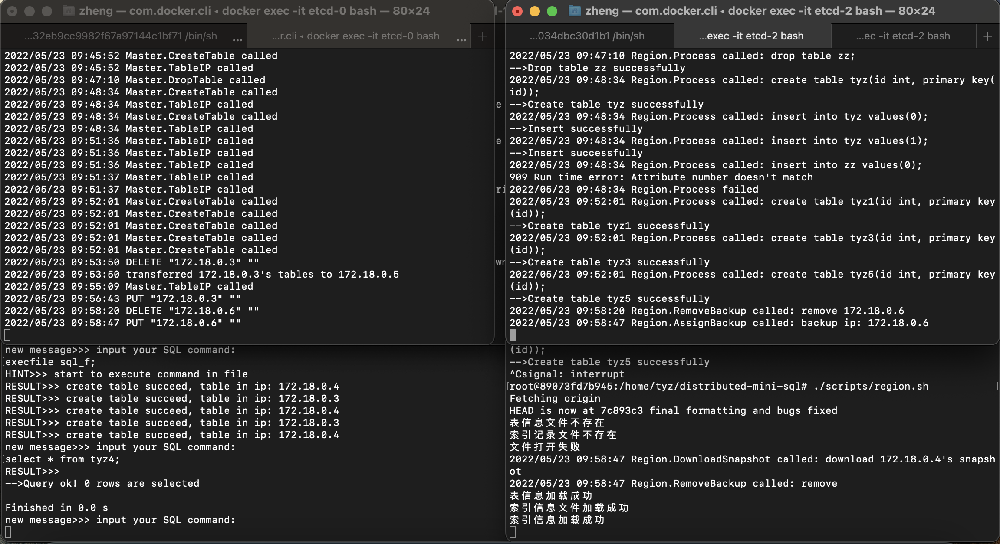 zheng — com.docker.cli ◂ docker exec -it etcd-0 bash — 80×24
...32eb9cc9982f67a97144c1bf71 /bin/sh ...
...r.cli ◂ docker exec -it etcd-0 bash ...
2022/05/23 09:45:52 Master.CreateTable called
2022/05/23 09:45:52 Master.TableIP called
2022/05/23 09:47:10 Master.DropTable called
2022/05/23 09:48:34 Master.CreateTable called
2022/05/23 09:48:34 Master.TableIP called
2022/05/23 09:48:34 Master.CreateTable called
2022/05/23 09:48:34 Master.TableIP called
2022/05/23 09:51:36 Master.TableIP called
2022/05/23 09:51:36 Master.TableIP called
2022/05/23 09:51:36 Master.TableIP called
2022/05/23 09:51:37 Master.TableIP called
2022/05/23 09:51:37 Master.TableIP called
2022/05/23 09:52:01 Master.CreateTable called
2022/05/23 09:52:01 Master.CreateTable called
2022/05/23 09:52:01 Master.CreateTable called
2022/05/23 09:52:01 Master.CreateTable called
2022/05/23 09:52:01 Master.CreateTable called
2022/05/23 09:53:50 DELETE "172.18.0.3" ""
2022/05/23 09:53:50 transferred 172.18.0.3's tables to 172.18.0.5
2022/05/23 09:55:09 Master.TableIP called
2022/05/23 09:56:43 PUT "172.18.0.3" ""
2022/05/23 09:58:20 DELETE "172.18.0.6" ""
2022/05/23 09:58:47 PUT "172.18.0.6" ""
zheng — com.docker.cli ◂ docker exec -it etcd-2 bash — 80×24
...034dbc30d1b1 /bin/sh
...exec -it etcd-2 bash
...ec -it etcd-2 bash
2022/05/23 09:47:10 Region.Process called: drop table zz;
-->Drop table zz successfully
2022/05/23 09:48:34 Region.Process called: create table tyz(id int, primary key(
id));
-->Create table tyz successfully
2022/05/23 09:48:34 Region.Process called: insert into tyz values(0);
-->Insert successfully
2022/05/23 09:48:34 Region.Process called: insert into tyz values(1);
-->Insert successfully
2022/05/23 09:48:34 Region.Process called: insert into zz values(0);
909 Run time error: Attribute number doesn't match
2022/05/23 09:48:34 Region.Process failed
2022/05/23 09:52:01 Region.Process called: create table tyz1(id int, primary key
(id));
-->Create table tyz1 successfully
2022/05/23 09:52:01 Region.Process called: create table tyz3(id int, primary key
(id));
-->Create table tyz3 successfully
2022/05/23 09:52:01 Region.Process called: create table tyz5(id int, primary key
(id));
-->Create table tyz5 successfully
2022/05/23 09:58:20 Region.RemoveBackup called: remove 172.18.0.6
2022/05/23 09:58:47 Region.AssignBackup called: backup ip: 172.18.0.6
new message>>> input your SQL command:
[execfile sql_f;
HINT>>> start to execute command in file
RESULT>>> create table succeed, table in ip: 172.18.0.4
RESULT>>> create table succeed, table in ip: 172.18.0.3
RESULT>>> create table succeed, table in ip: 172.18.0.4
RESULT>>> create table succeed, table in ip: 172.18.0.3
RESULT>>> create table succeed, table in ip: 172.18.0.4
new message>>> input your SQL command:
[select * from tyz4;
RESULT>>>
-->Query ok! 0 rows are selected
Finished in 0.0 s
new message>>> input your SQL command:
(id));
-->Create table tyz5 successfully
^Csignal: interrupt
[root@89073fd7b945:/home/tyz/distributed-mini-sql# ./scripts/region.sh ]
Fetching origin
HEAD is now at 7c893c3 final formatting and bugs fixed
表信息文件不存在
索引记录文件不存在
文件打开失败
2022/05/23 09:58:47 Region.DownloadSnapshot called: download 172.18.0.4's snapsh
ot
2022/05/23 09:58:47 Region.RemoveBackup called: remove
表信息加载成功
索引信息文件加载成功
索引信息加载成功